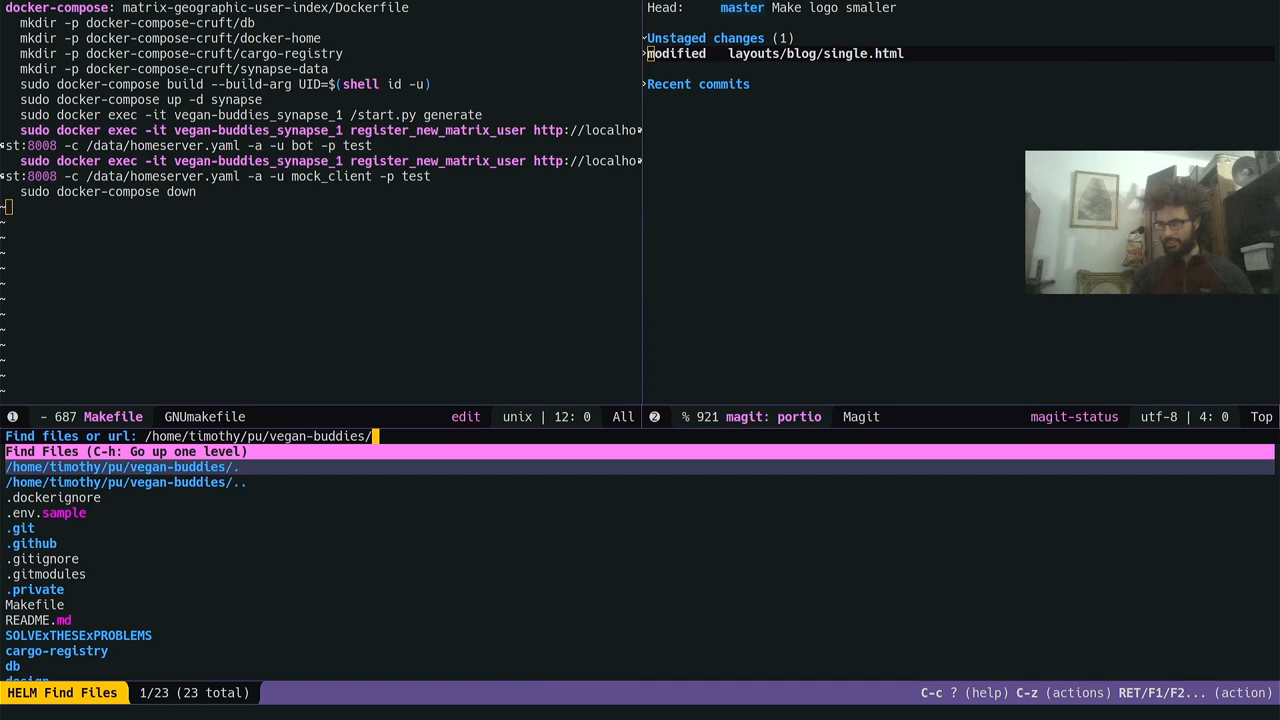 docker-compose: matrix-geographic-user-index/Dockerfile
mkdir -p docker-compose-cruft/db
mkdir -p docker-compose-cruft/docker-home
mkdir -p docker-compose-cruft/cargo-registry
mkdir -p docker-compose-cruft/synapse-data
sudo docker-compose build --build-arg UID=$(shell id -u)
sudo docker-compose up -d synapse
sudo docker exec -it vegan-buddies_synapse_1 /start.py generate
sudo docker exec -it vegan-buddies_synapse_1 register_new_matrix_user http://localho
st:8008 -c /data/homeserver.yaml -a -u bot -p test
sudo docker exec -it vegan-buddies_synapse_1 register_new_matrix_user http://localho
st:8008 -c /data/homeserver.yaml -a -u mock_client -p test
sudo docker-compose down
~
~
~
~
~
~
~
~
~
~
~
~
~
❶ - 687 Makefile GNUmakefile edit unix | 12: 0 All
Head: master Make logo smaller
Unstaged changes (1)
modified layouts/blog/single.html
Recent commits
❷ % 921 magit: portio Magit magit-status utf-8 | 4: 0 Top
Find files or url: /home/timothy/pu/vegan-buddies/
Find Files (C-h: Go up one level)
/home/timothy/pu/vegan-buddies/.
/home/timothy/pu/vegan-buddies/..
.dockerignore
.env.sample
.git
.github
.gitignore
.gitmodules
.private
Makefile
README.md
SOLVExTHESExPROBLEMS
cargo-registry
db
design
HELM Find Files 1/23 (23 total) C-c ? (help) C-z (actions) RET/F1/F2... (action)